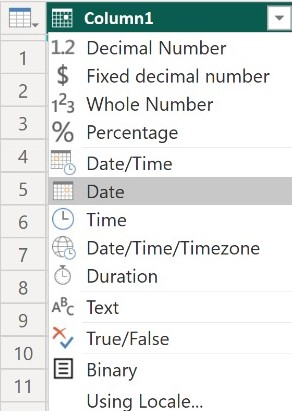 Column1
1.2 Decimal Number
$ Fixed decimal number
1 123 Whole Number
2 % Percentage
3 Date/Time
4 Date
5 Time
6 Date/Time/Timezone
7 Duration
8 ABC Text
9 True/False
10 Binary
11 Using Locale...